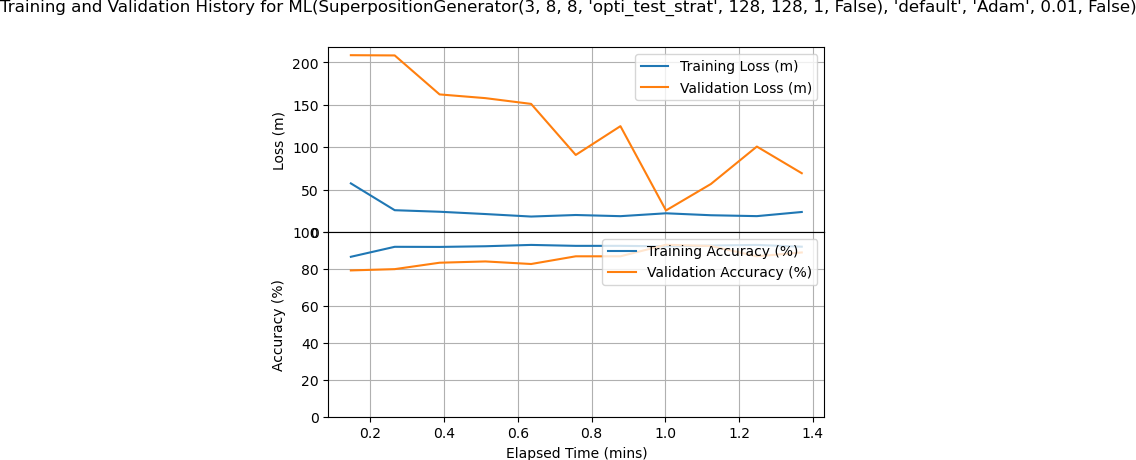 Training and Validation History for ML(SuperpositionGenerator(3, 8, 8, 'opti_test_strat', 128, 128, 1, False), 'default', 'Adam', 0.01, False)
200
150
100
50
0
Loss (m)
Training Loss (m)
Validation Loss (m)
100
80
60
40
20
0
Accuracy (%)
Training Accuracy (%)
Validation Accuracy (%)
0.2 0.4 0.6 0.8 1.0 1.2 1.4
Elapsed Time (mins)